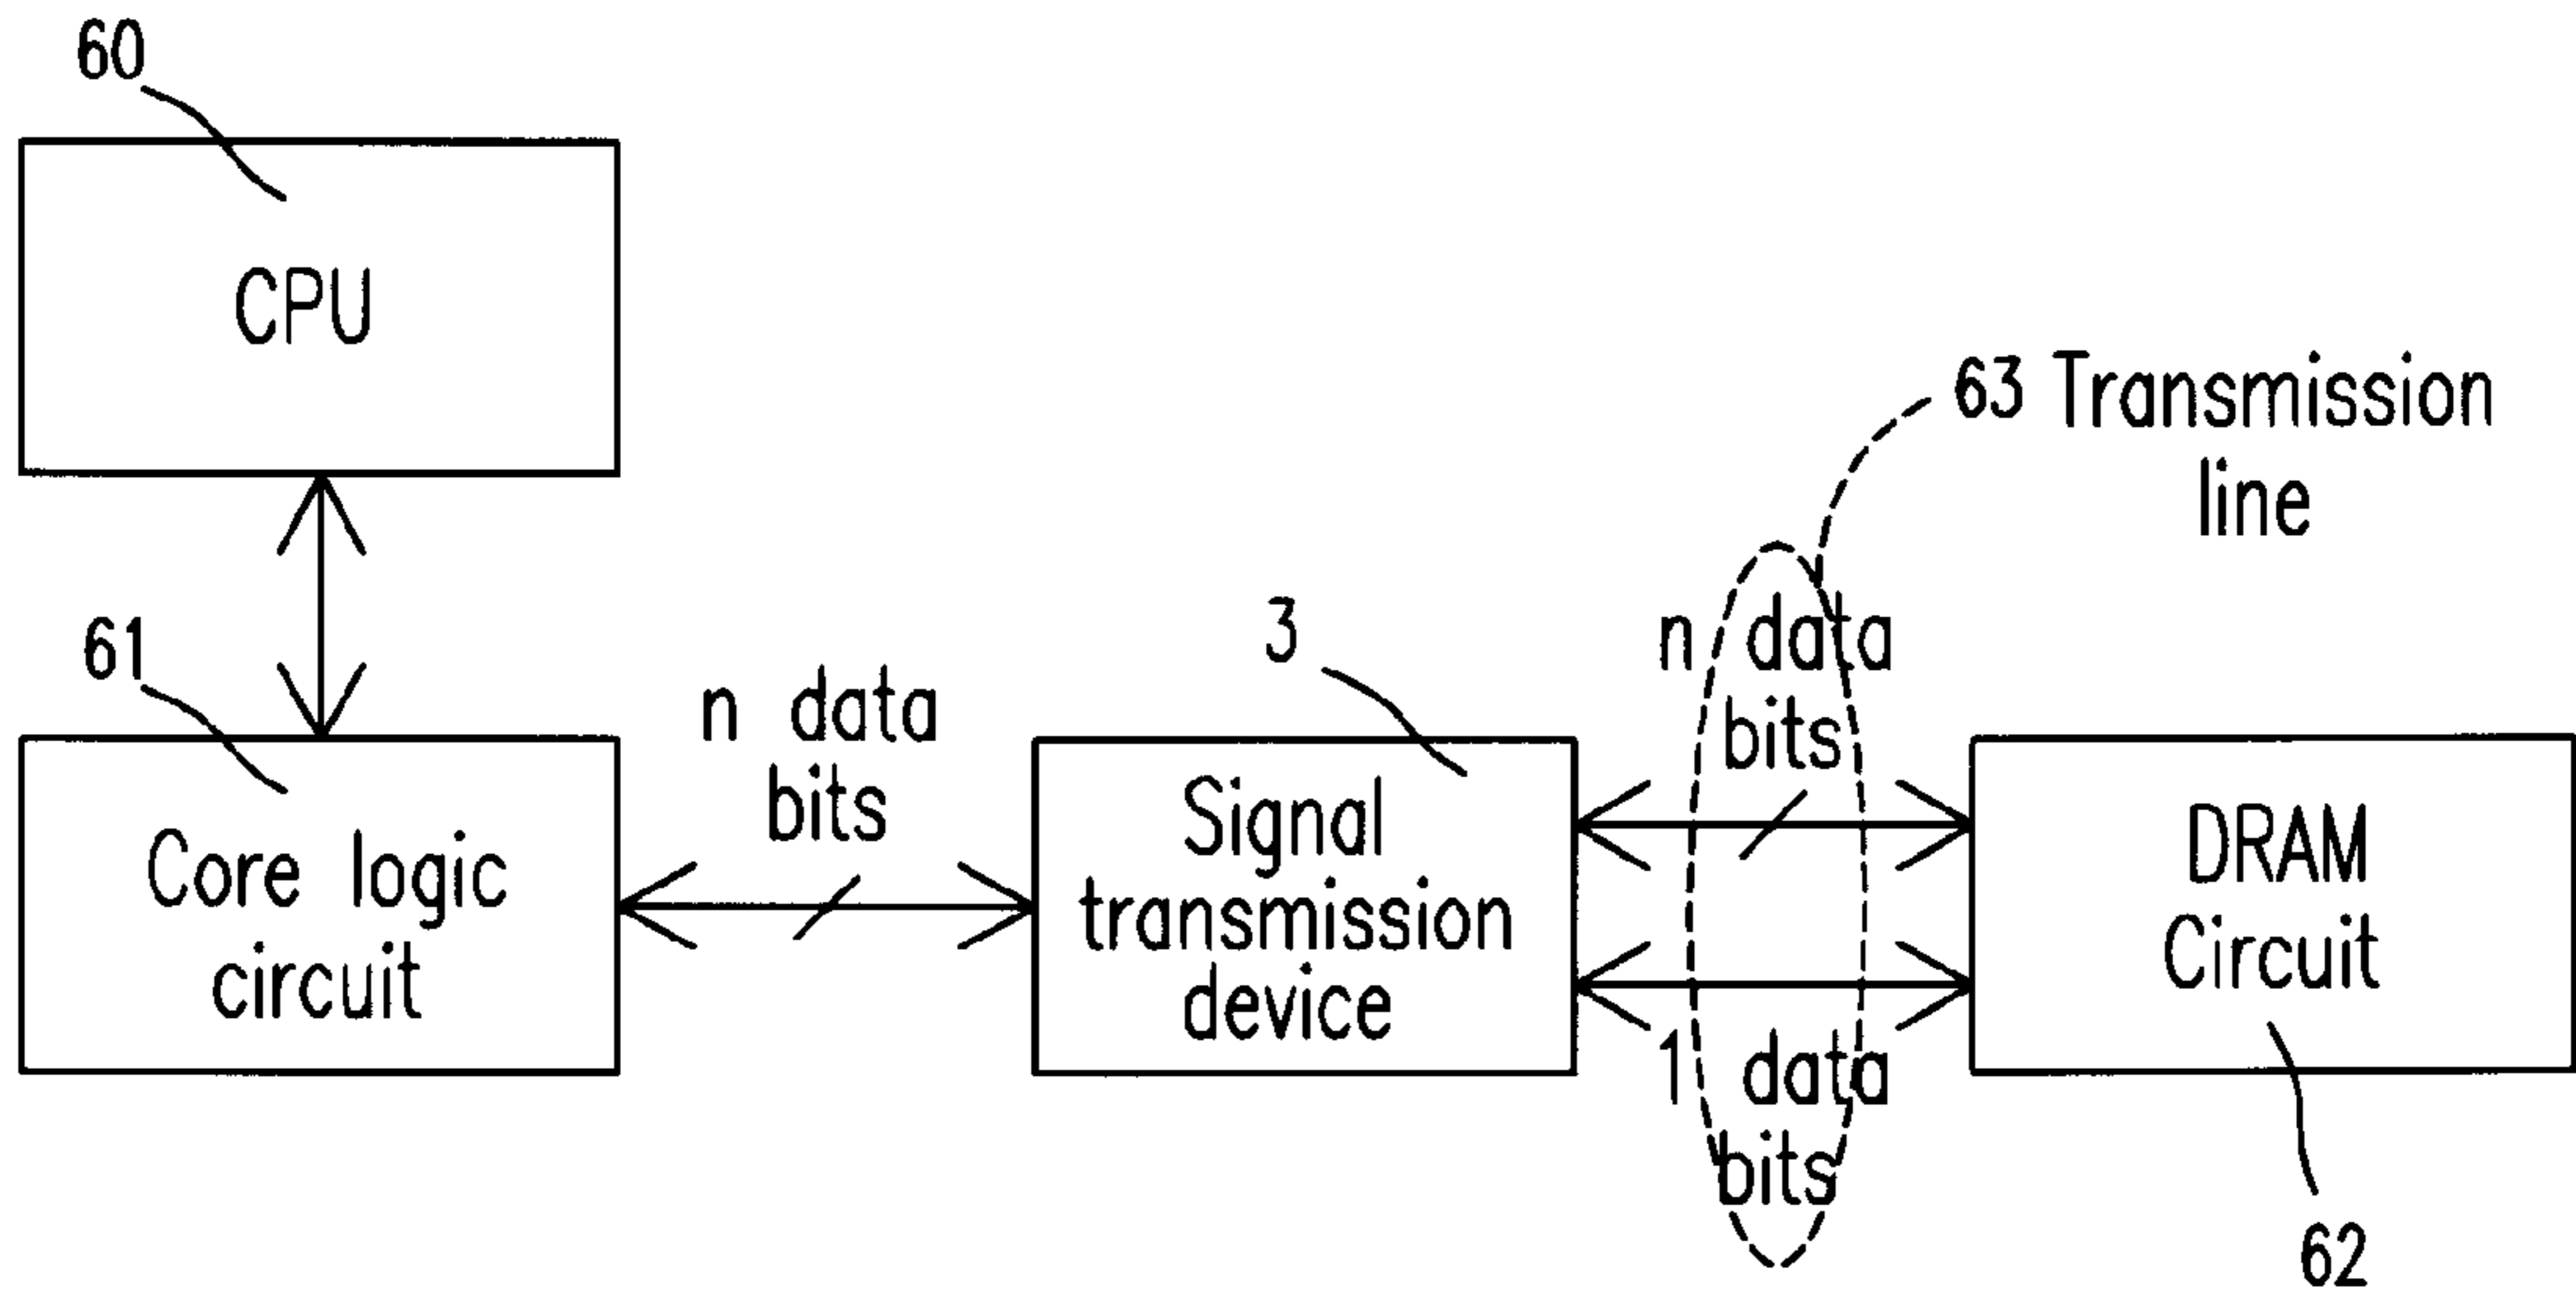 60
CPU
63 Transmission
line
61
n data
bits
3
n data
bits
Core logic
circuit
Signal
transmission
device
DRAM
Circuit
1 data
bits
62